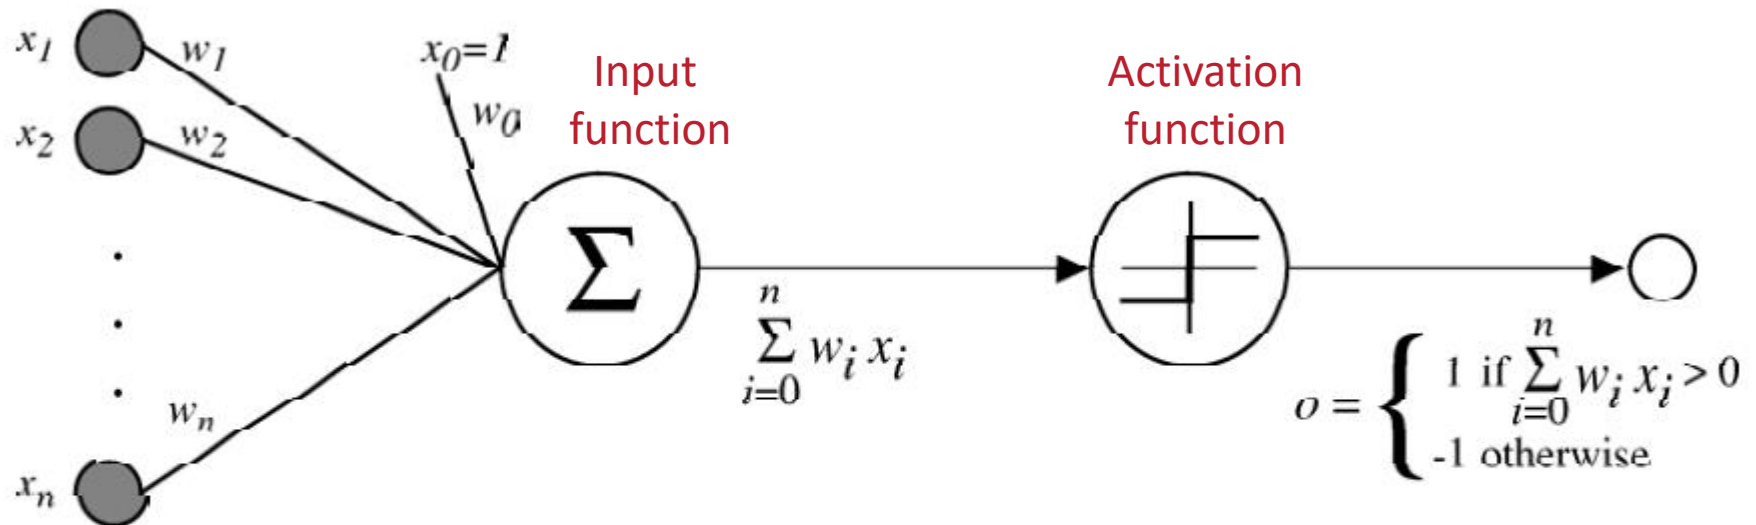 x1
w1
x0=1
w0
Input
function
Activation
function
x2
w2
.
.
.
wn
xn
Σ
n
Σ wi xi
i=0
n
o = { 1 if Σ wi xi > 0
i=0
-1 otherwise